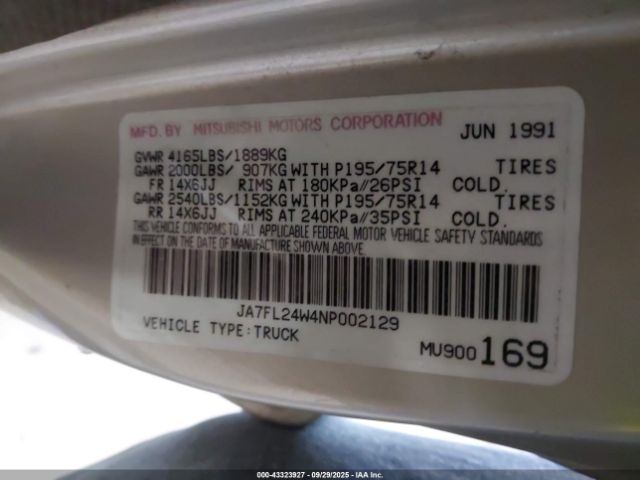 MFD. BY MITSUBISHI MOTORS CORPORATION JUN 1991
GVWR 4165LBS/1889KG
GAWR 2000LBS/ 907KG WITH P195/75R14 TIRES
FR 14X6JJ RIMS AT 180KPa//26PSI COLD.
GAWR 2540LBS/1152KG WITH P195/75R14 TIRES
RR 14X6JJ RIMS AT 240KPa//35PSI COLD.
THIS VEHICLE CONFORMS TO ALL APPLICABLE FEDERAL MOTOR VEHICLE SAFETY STANDARDS
IN EFFECT ON THE DATE OF MANUFACTURE SHOWN ABOVE.
JA7FL24W4NP002129
VEHICLE TYPE:TRUCK MU900169
000-43323927 - 09/29/2025 - IAA Inc.